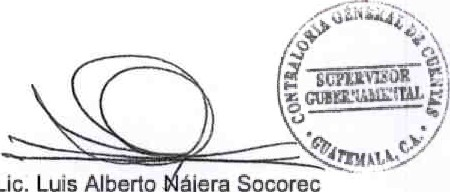 CONTRALORIA GENERAL DE CUENTAS
SUPERVISOR
GUBERNAMENTAL
GUATEMALA, C.A.
Lic. Luis Alberto Nájera Socorec